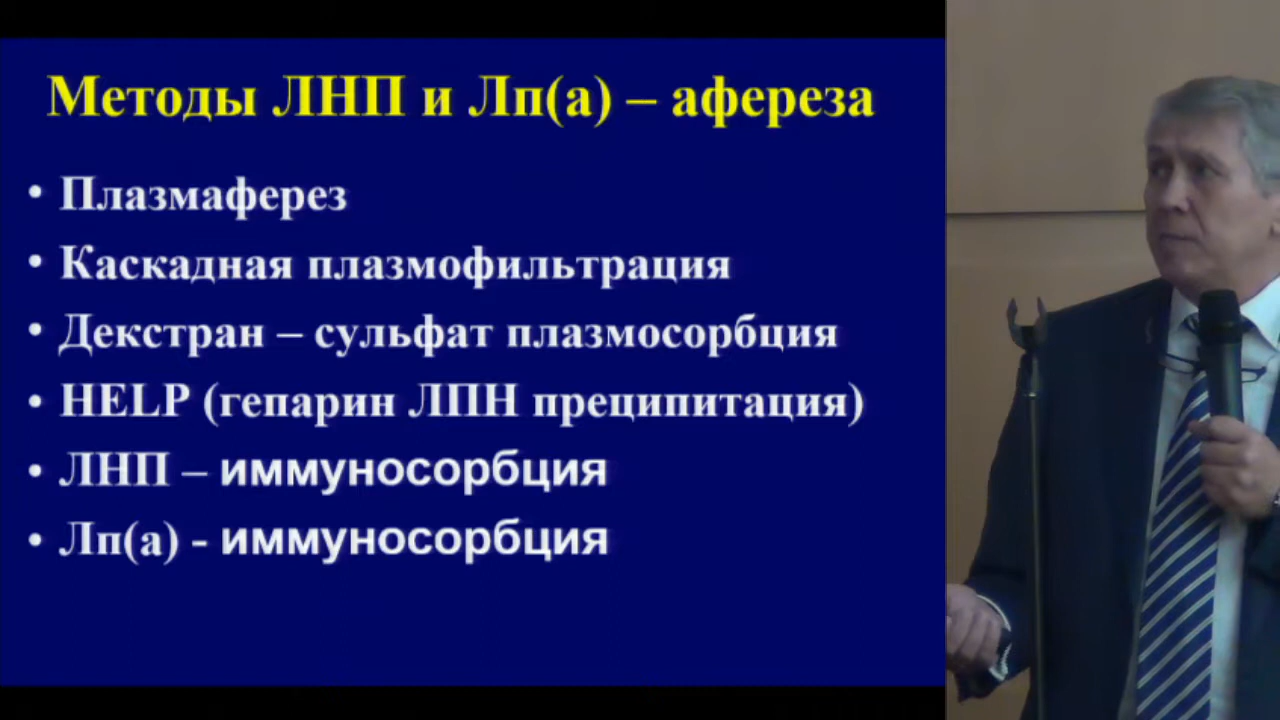 Методы ЛНП и Лп(а) – афереза
• Плазмаферез
• Каскадная плазмофильтрация
• Декстран – сульфат плазмосорбция
• HELP (гепарин ЛПН преципитация)
• ЛНП – иммуносорбция
• Лп(а) - иммуносорбция